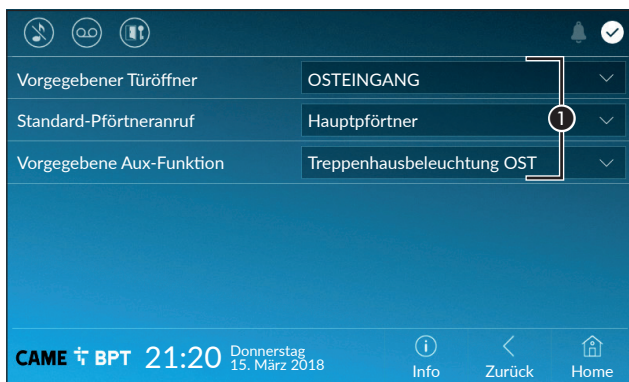 Vorgegebener Türöffner OSTEINGANG
Standard-Pförtneranruf Hauptpförtner 1
Vorgegebene Aux-Funktion Treppenhausbeleuchtung OST
CAME BPT 21:20 Donnerstag
15. März 2018
Info Zurück Home